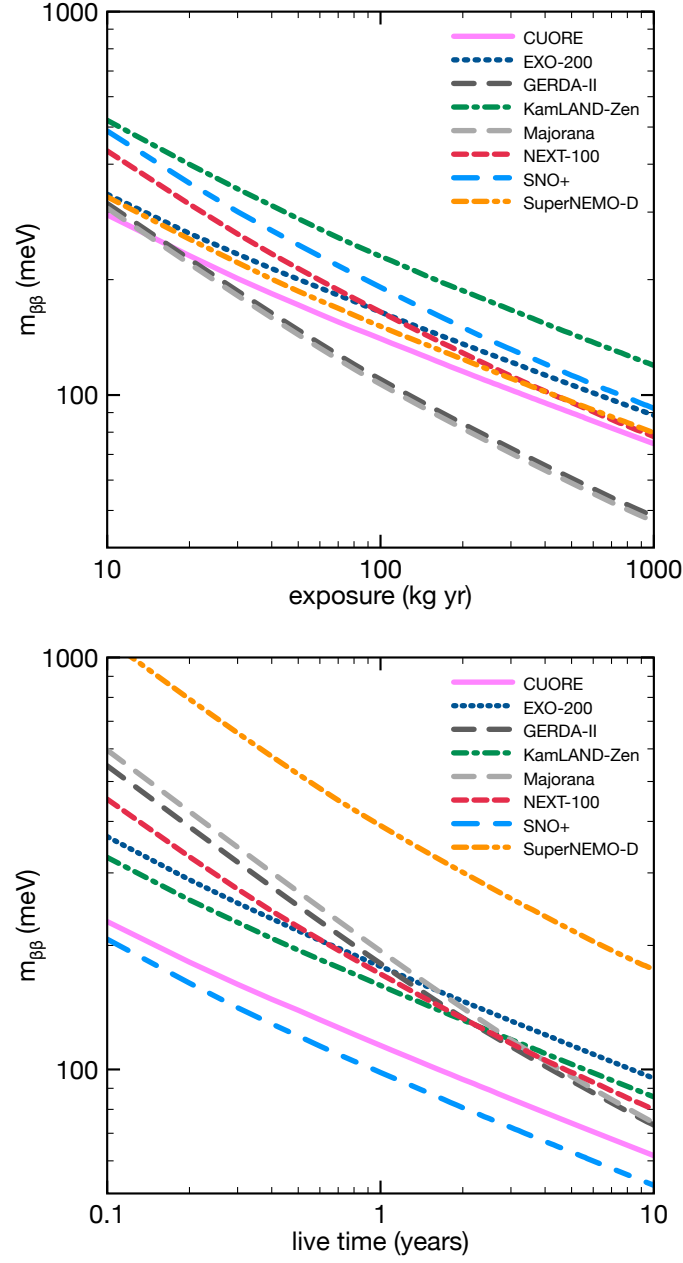 1000
CUORE
EXO-200
GERDA-II
KamLAND-Zen
Majorana
NEXT-100
SNO+
SuperNEMO-D
m_ββ (meV)
100
10 100 1000
exposure (kg yr)
1000
CUORE
EXO-200
GERDA-II
KamLAND-Zen
Majorana
NEXT-100
SNO+
SuperNEMO-D
m_ββ (meV)
100
0.1 1 10
live time (years)